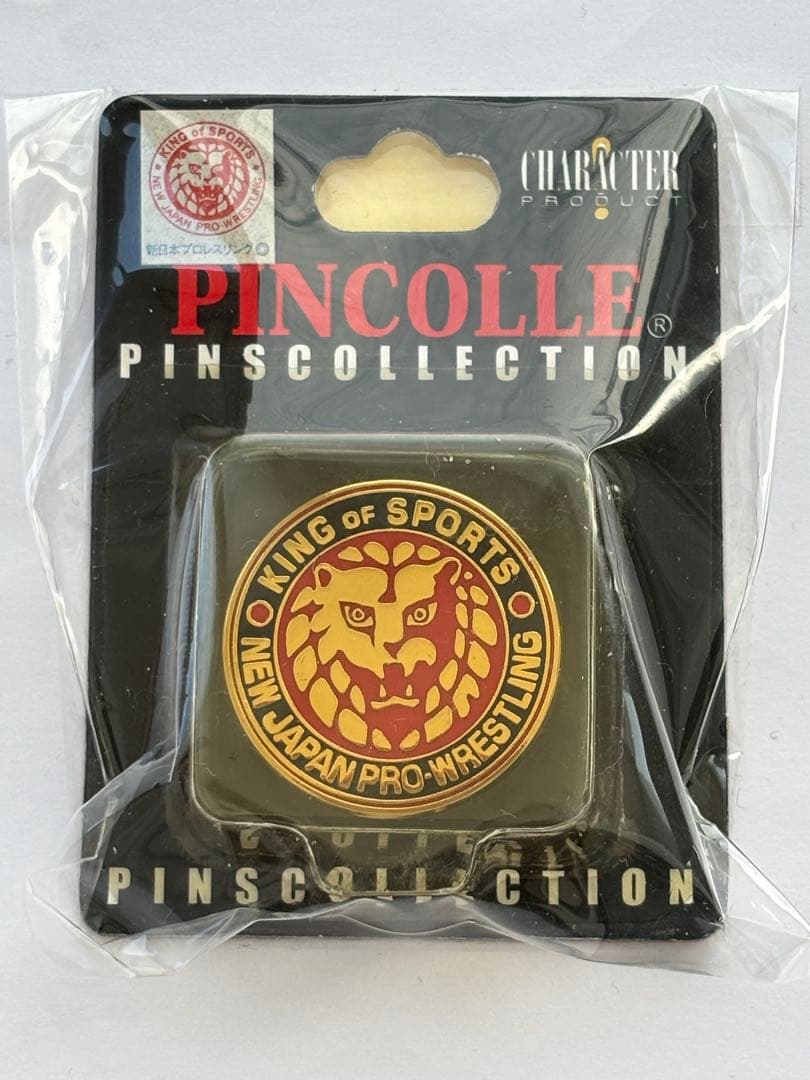 KING of SPORTS
NEW JAPAN PRO-WRESTLING
新日本プロレスリング©
CHARACTER
PRODUCT
PINCOLLE®
PINSCOLLECTION
KING OF SPORTS
NEW JAPAN PRO-WRESTLING
PINSCOLLECTION